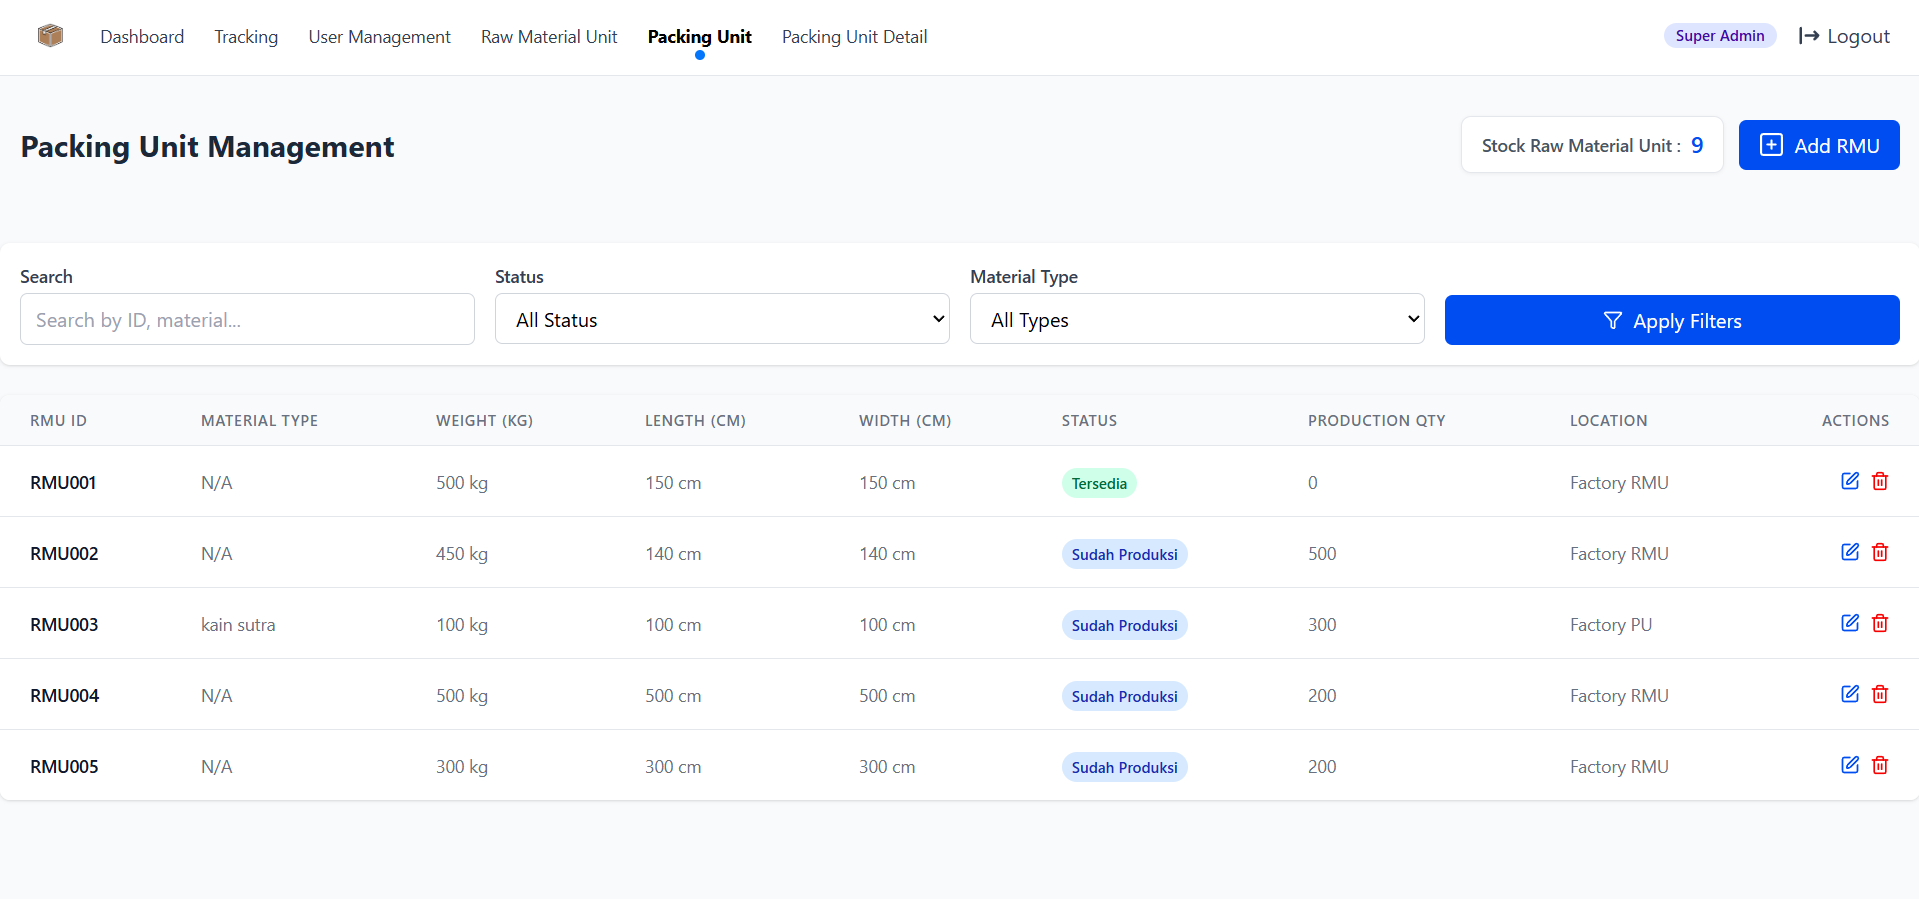 Dashboard Tracking User Management Raw Material Unit Packing Unit Packing Unit Detail Super Admin Logout
Packing Unit Management Stock Raw Material Unit : 9 Add RMU
Search Status Material Type
Search by ID, material... All Status All Types Apply Filters
RMU ID MATERIAL TYPE WEIGHT (KG) LENGTH (CM) WIDTH (CM) STATUS PRODUCTION QTY LOCATION ACTIONS
RMU001 N/A 500 kg 150 cm 150 cm Tersedia 0 Factory RMU
RMU002 N/A 450 kg 140 cm 140 cm Sudah Produksi 500 Factory RMU
RMU003 kain sutra 100 kg 100 cm 100 cm Sudah Produksi 300 Factory PU
RMU004 N/A 500 kg 500 cm 500 cm Sudah Produksi 200 Factory RMU
RMU005 N/A 300 kg 300 cm 300 cm Sudah Produksi 200 Factory RMU